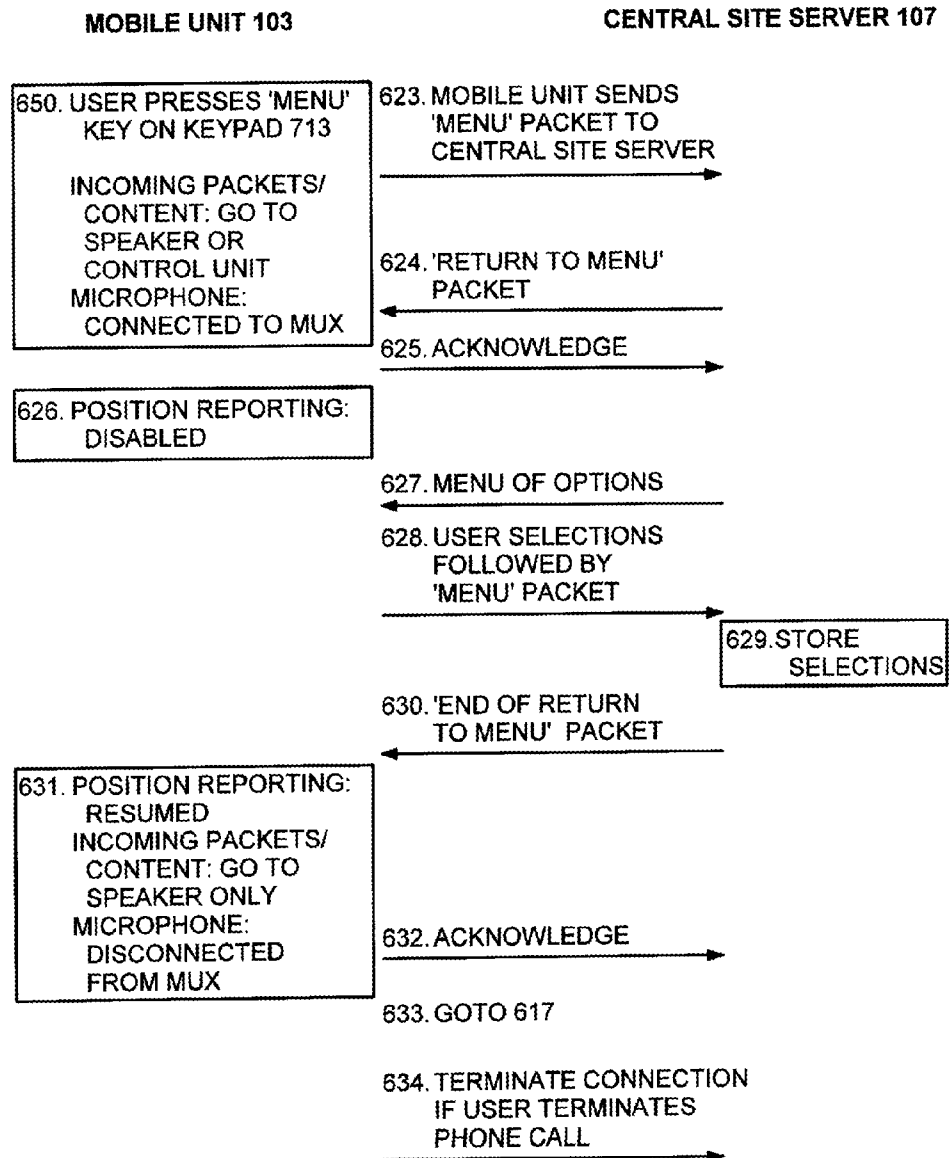 MOBILE UNIT 103
CENTRAL SITE SERVER 107
650. USER PRESSES 'MENU'
KEY ON KEYPAD 713
INCOMING PACKETS/
CONTENT: GO TO
SPEAKER OR
CONTROL UNIT
MICROPHONE:
CONNECTED TO MUX
623. MOBILE UNIT SENDS
'MENU' PACKET TO
CENTRAL SITE SERVER
624. 'RETURN TO MENU'
PACKET
625. ACKNOWLEDGE
626. POSITION REPORTING:
DISABLED
627. MENU OF OPTIONS
628. USER SELECTIONS
FOLLOWED BY
'MENU' PACKET
629. STORE
SELECTIONS
630. 'END OF RETURN
TO MENU' PACKET
631. POSITION REPORTING:
RESUMED
INCOMING PACKETS/
CONTENT: GO TO
SPEAKER ONLY
MICROPHONE:
DISCONNECTED
FROM MUX
632. ACKNOWLEDGE
633. GOTO 617
634. TERMINATE CONNECTION
IF USER TERMINATES
PHONE CALL